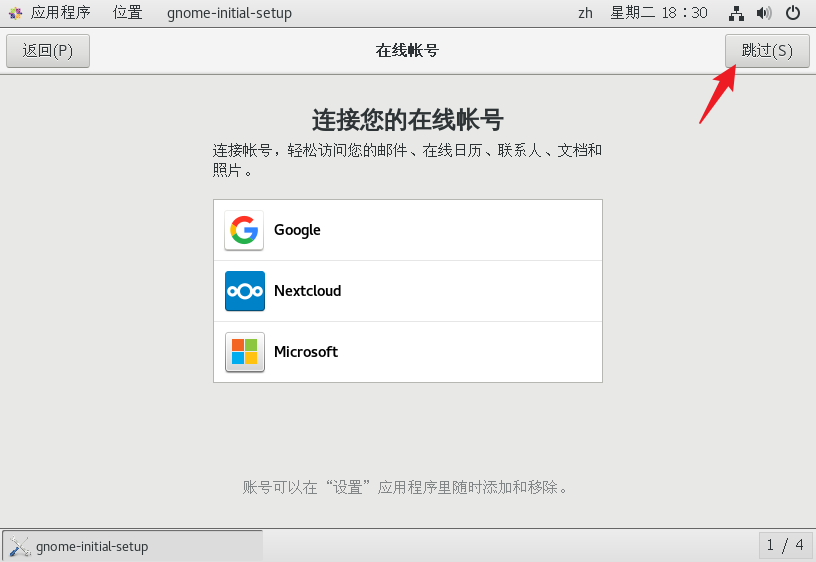 应用程序 位置 gnome-initial-setup zh 星期二 18：30
返回(P) 在线帐号 跳过(S)
连接您的在线帐号
连接帐号，轻松访问您的邮件、在线日历、联系人、文档和
照片。
Google
Nextcloud
Microsoft
账号可以在“设置”应用程序里随时添加和移除。
gnome-initial-setup 1 / 4